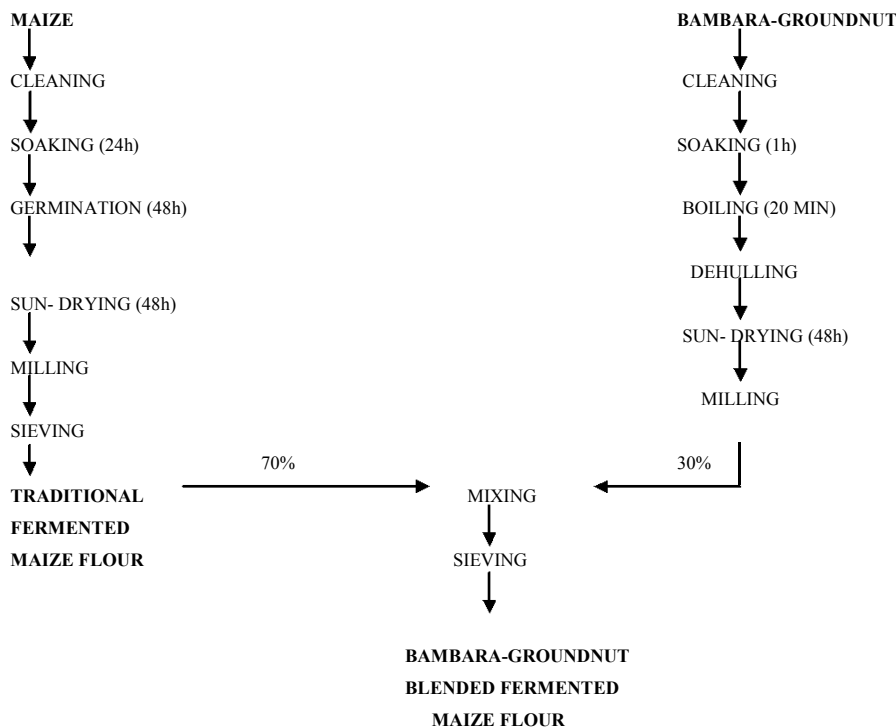 MAIZE
CLEANING
SOAKING (24h)
GERMINATION (48h)
SUN- DRYING (48h)
MILLING
SIEVING
TRADITIONAL
FERMENTED
MAIZE FLOUR
70%
BAMBARA-GROUNDNUT
CLEANING
SOAKING (1h)
BOILING (20 MIN)
DEHULLING
SUN- DRYING (48h)
MILLING
30%
MIXING
SIEVING
BAMBARA-GROUNDNUT
BLENDED FERMENTED
MAIZE FLOUR